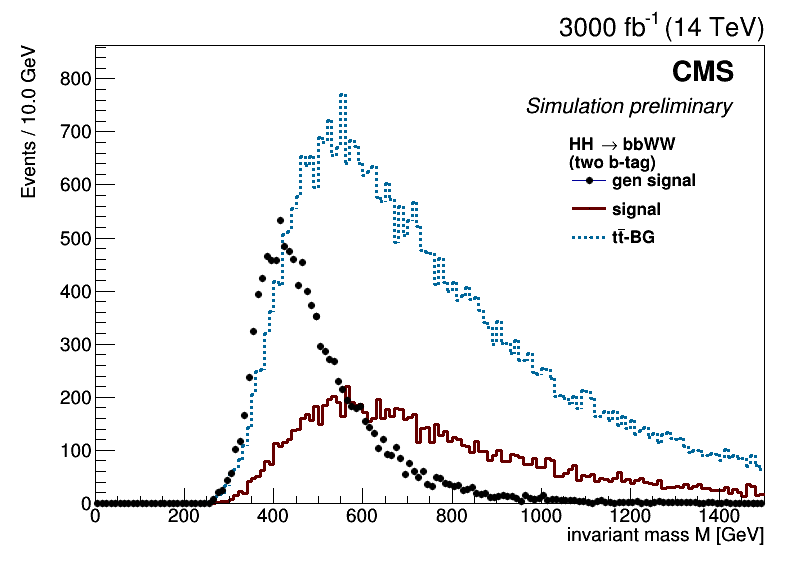 3000 fb-1 (14 TeV)
CMS
Simulation preliminary
HH → bbWW
(two b-tag)
gen signal
signal
tt̄-BG
Events / 10.0 GeV
800
700
600
500
400
300
200
100
0
0 200 400 600 800 1000 1200 1400
invariant mass M [GeV]